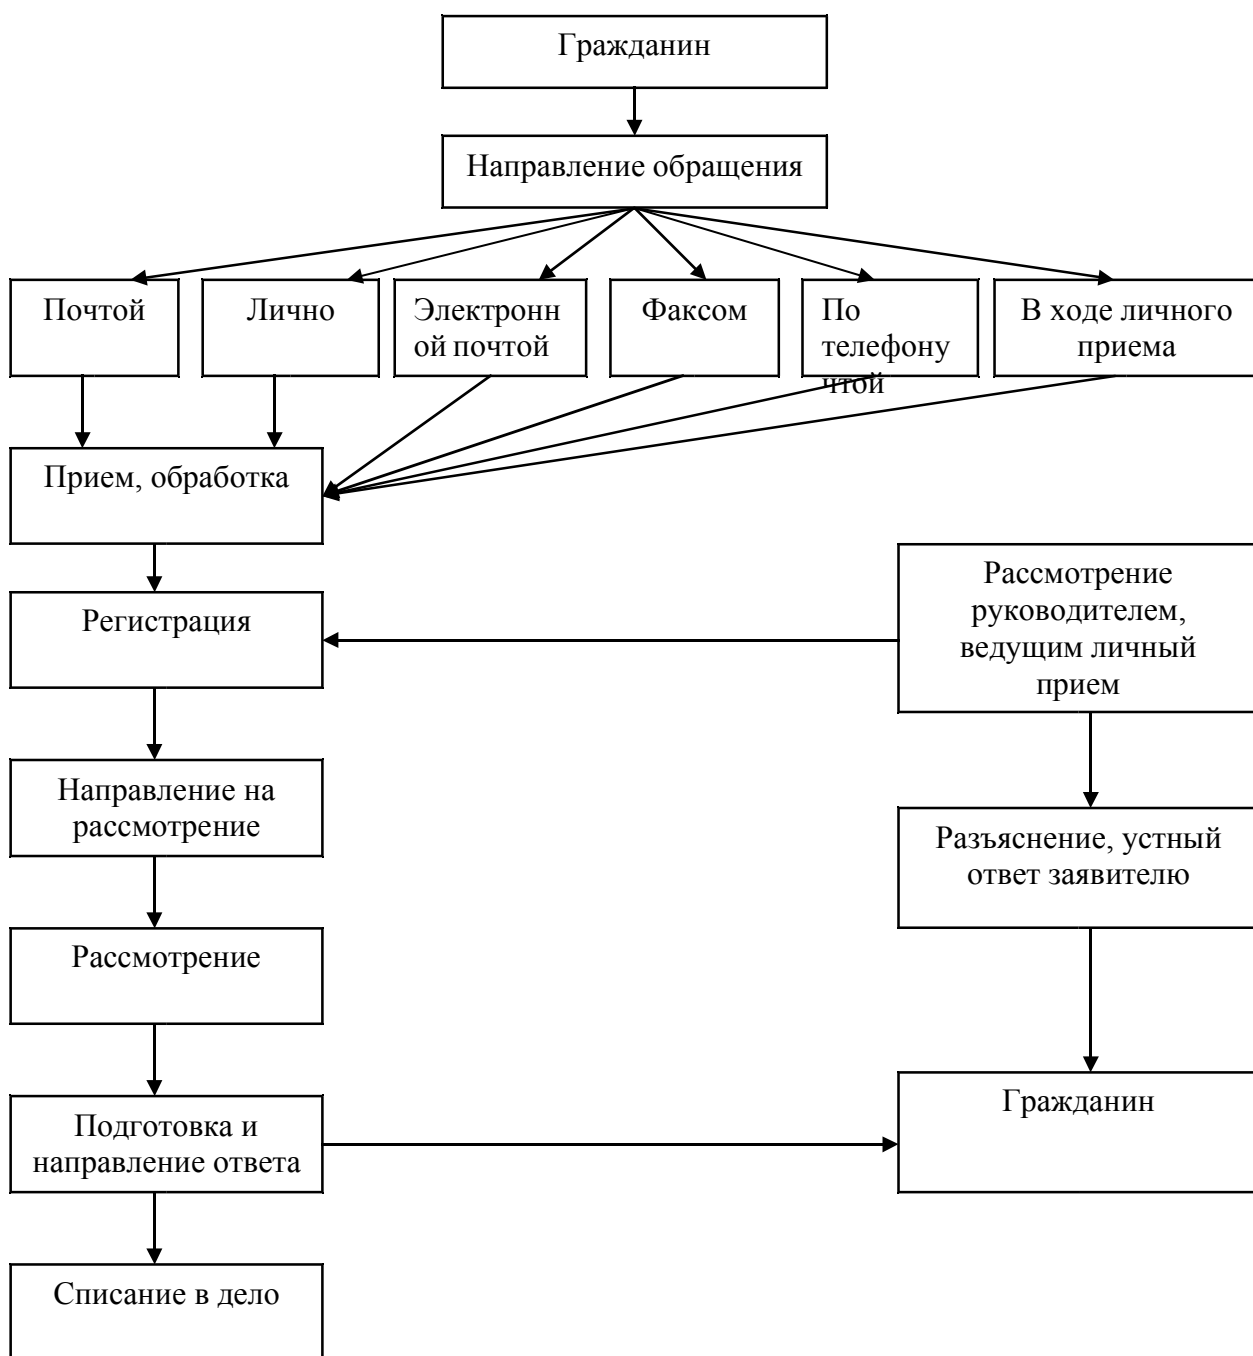 Гражданин
Направление обращения
Почтой
Лично
Электронн
ой почтой
Факсом
По
телефону
чтой
В ходе личного
приема
Прием, обработка
Регистрация
Рассмотрение
руководителем,
ведущим личный
прием
Направление на
рассмотрение
Разъяснение, устный
ответ заявителю
Рассмотрение
Подготовка и
направление ответа
Гражданин
Списание в дело